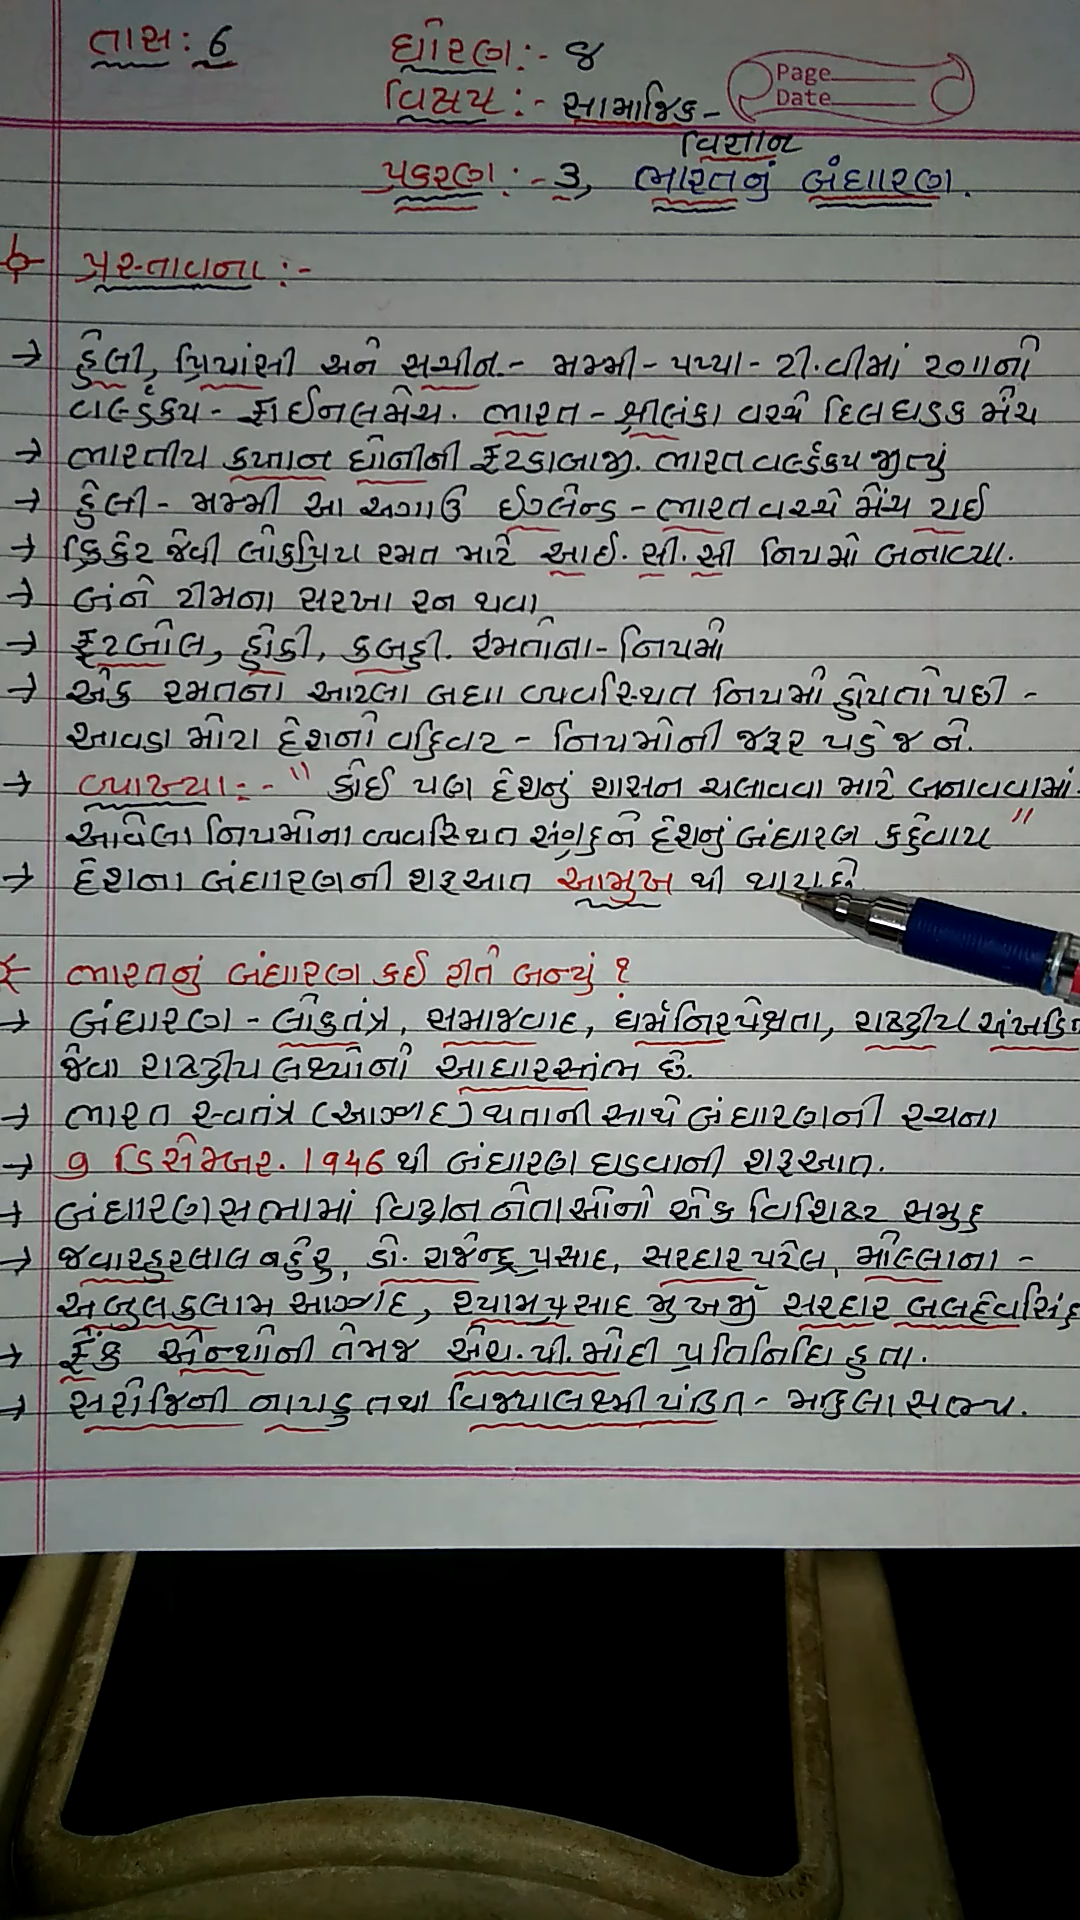 તાસ: 6
ધોરણ:- ૭
Page
Date
વિસય:- સામાજિક-
વિજ્ઞાન
પ્રકરણ:- ૩, ભારતનું બંધારણ.
પ્રસ્તાવના:-
→ હેલી, પ્રિયાંસી અને સચીન - મમ્મી - પપ્પા - ટી.વીમાં ૨૦૧૧નો
વર્લ્ડકપ - ફાઈનલમેચ. ભારત - શ્રીલંકા વચ્ચે દિલધડક મેચ
→ ભારતીય કપ્તાન ધોનીની ફટકાબાજી. ભારત વર્લ્ડકપ જીત્યું
→ હેલી - મમ્મી આ અગાઉ ઈંગ્લેન્ડ - ભારત વચ્ચે મેચ ટાઈ
→ ક્રિકેટ જેવી લોકપ્રિય રમત માટે આઈ. સી. સી નિયમો બનાવ્યા.
→ બંને ટીમના સરખા રન થવા
→ ફૂટબોલ, હોકી, કબડ્ડી. રમતોના - નિયમો
→ એક રમતનો આટલા બધા વ્યવસ્થિત નિયમો હોય તો પછી -
આવડા મોટા દેશનો વહિવટ - નિયમોની જરૂર પડે જ ને.
→ વ્યાખ્યા:- " કોઈ પણ દેશનું શાસન ચલાવવા માટે બનાવવામાં
આવેલા નિયમોના વ્યવસ્થિત સંગ્રહને દેશનું બંધારણ કહેવાય "
→ દેશના બંધારણની શરૂઆત આમુખ થી થાય છે
* ભારતનું બંધારણ કઈ રીતે બન્યું ?
→ બંધારણ - લોકતંત્ર, સમાજવાદ, ધર્મનિરપેક્ષતા, રાષ્ટ્રીય
જેવા રાષ્ટ્રીય લક્ષ્યોનો આધારસ્તંભ છે.
→ ભારત સ્વતંત્ર (આઝાદ) થતાની સાથે બંધારણની રચના
→ 9 ડિસેમ્બર. 1946 થી બંધારણ ઘડવાની શરૂઆત.
→ બંધારણસભામાં વિદ્વાન નેતાઓનો એક વિશિષ્ટ સમુહ
→ જવારહરલાલ નહેરુ, ડૉ. રાજેન્દ્ર પ્રસાદ, સરદાર પટેલ, મોલ્લાના -
અબુલકલામ આઝાદ, શ્યામપ્રસાદ મુખર્જી સરદાર બલદેવસિંહ
→ ફ્રેંક એન્થોની તેમજ એચ.પી.મોદી પ્રતિનિધિ હતા.
→ સરોજિની નાયડુ તથા વિજ્યાલક્ષ્મી પંડિત - મહિલા સભ્ય.